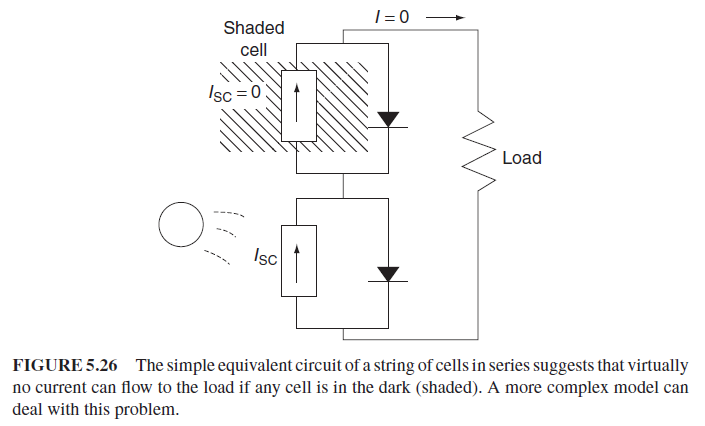 I = 0
Shaded
cell
ISC = 0
Load
ISC
FIGURE 5.26 The simple equivalent circuit of a string of cells in series suggests that virtually
no current can flow to the load if any cell is in the dark (shaded). A more complex model can
deal with this problem.